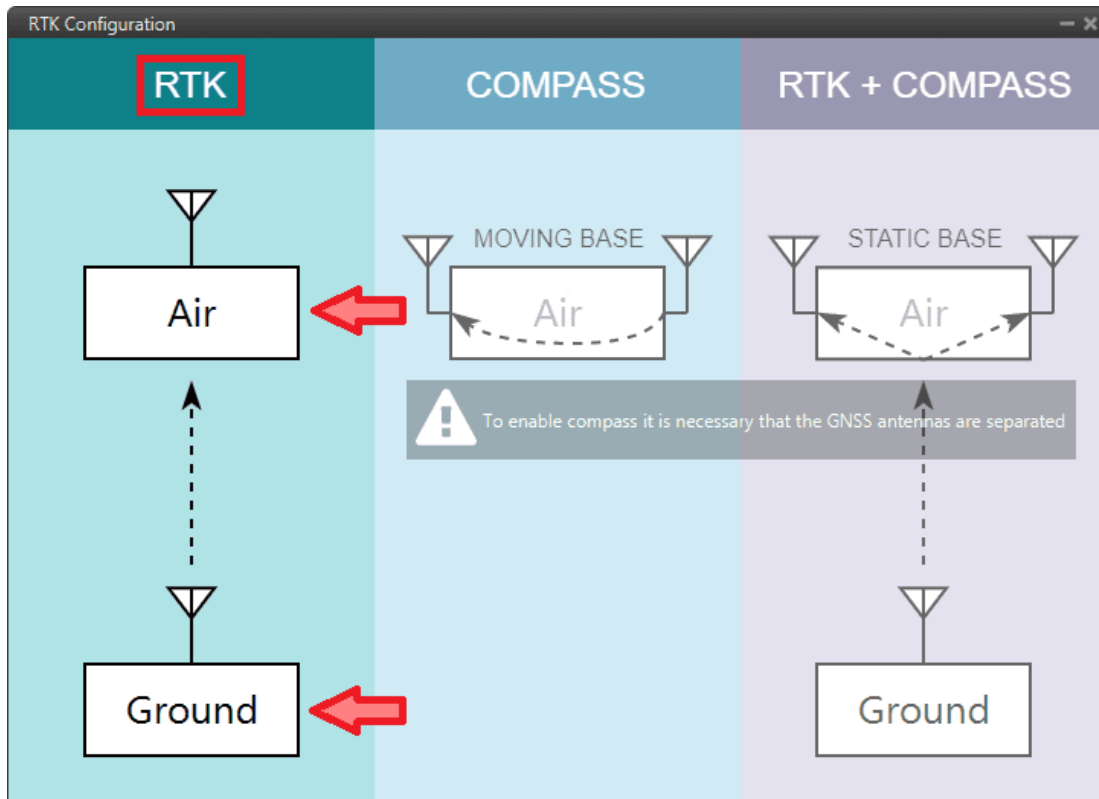 RTK Configuration
RTK
COMPASS
RTK + COMPASS
MOVING BASE
STATIC BASE
Air
Air
Air
To enable compass it is necessary that the GNSS antennas are separated
Ground
Ground